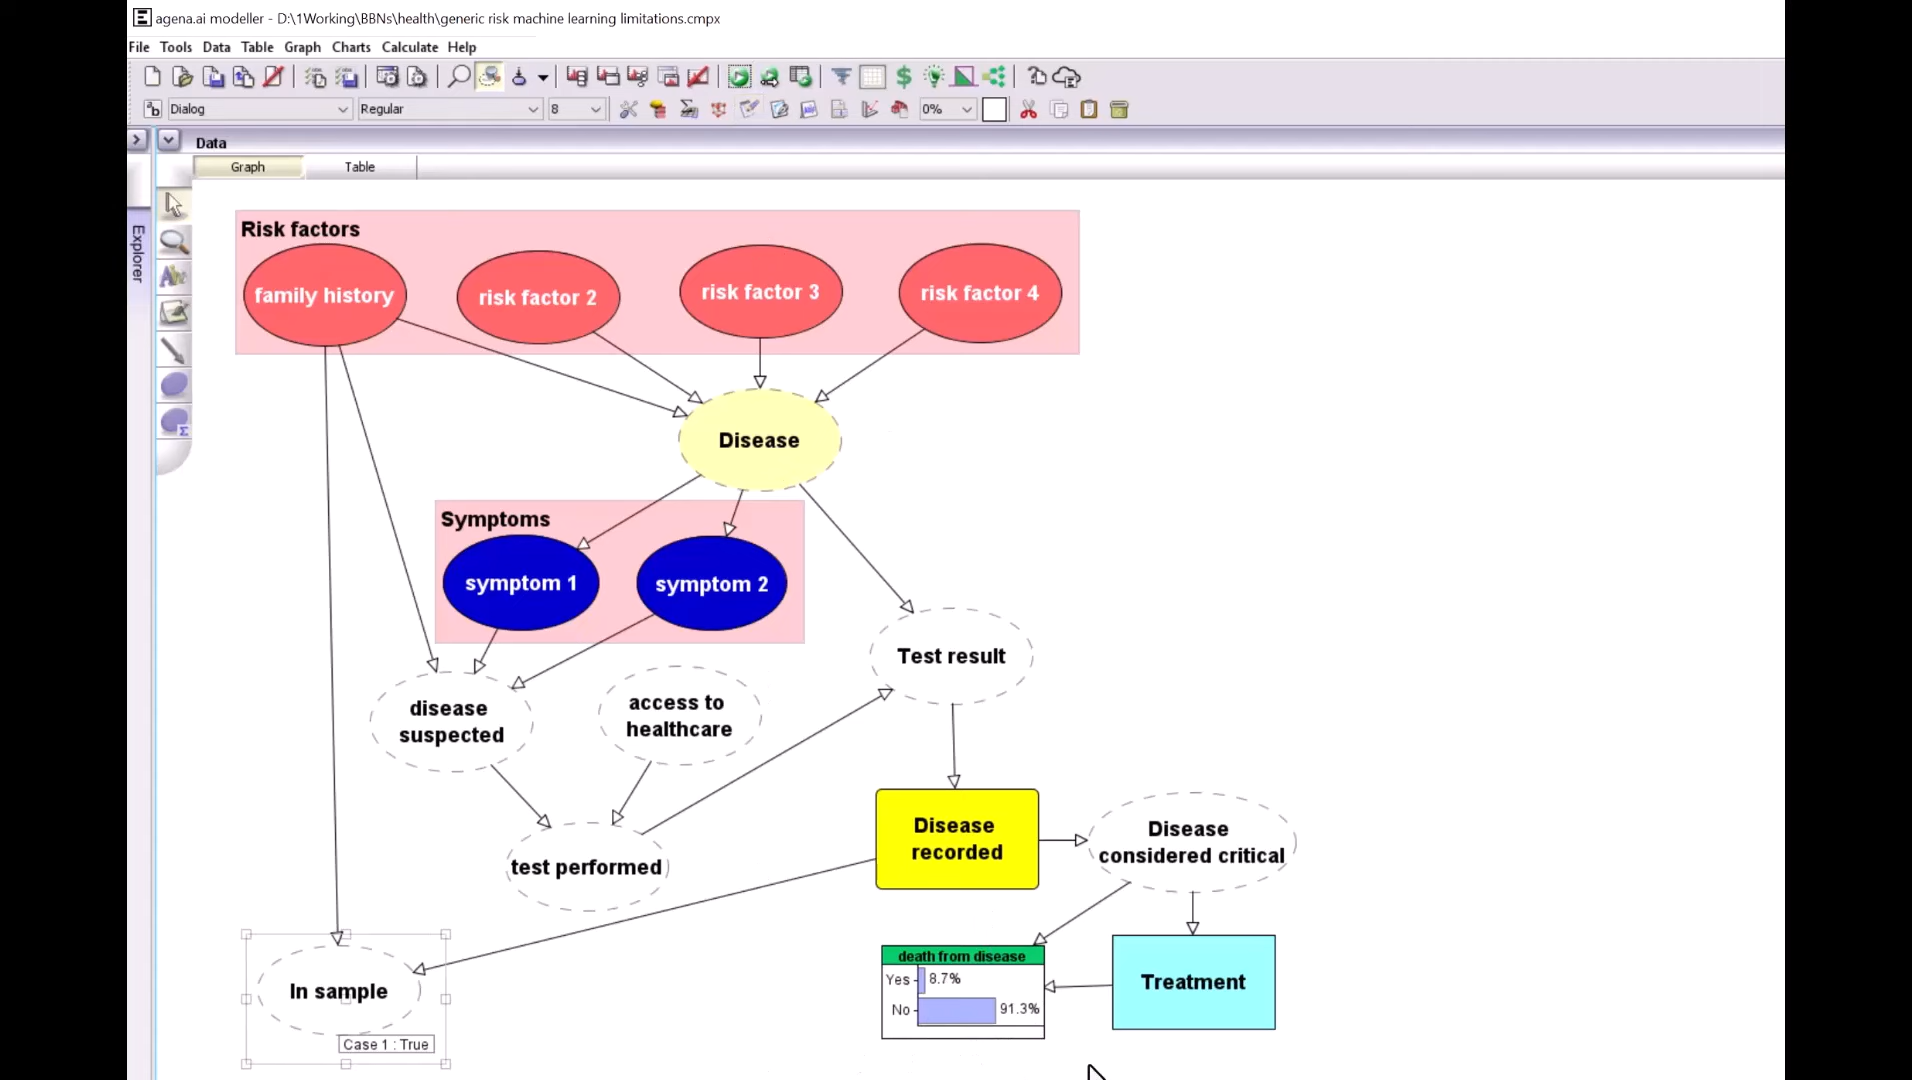 agena.ai modeller - D:\1Working\BBNs\health\generic risk machine learning limitations.cmpx
File Tools Data Table Graph Charts Calculate Help
Dialog Regular 8 0%
Data
Graph Table
Explorer
Risk factors
family history
risk factor 2
risk factor 3
risk factor 4
Disease
Symptoms
symptom 1
symptom 2
Test result
disease
suspected
access to
healthcare
test performed
Disease
recorded
Disease
considered critical
death from disease
Yes 8.7%
No 91.3%
Treatment
In sample
Case 1 : True